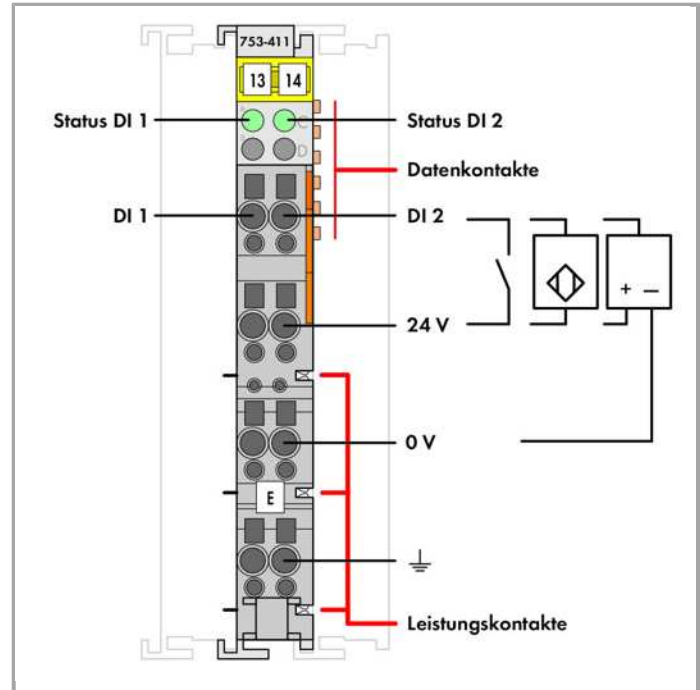 753-411
13 14
Status DI 1
Status DI 2
C
D
Datenkontakte
DI 1
DI 2
+ −
24 V
0 V
E
Leistungskontakte